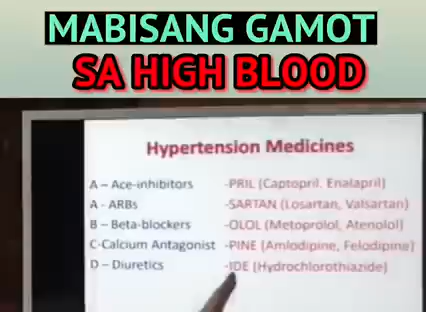 MABISANG GAMOT
SA HIGH BLOOD
Hypertension Medicines
A – Ace-inhibitors -PRIL (Captopril, Enalapril)
A - ARBs -SARTAN (Losartan, Valsartan)
B – Beta-blockers -OLOL (Metoprolol, Atenolol)
C-Calcium Antagonist -PINE (Amlodipine, Felodipine)
D – Diuretics -IDE (Hydrochlorothiazide)